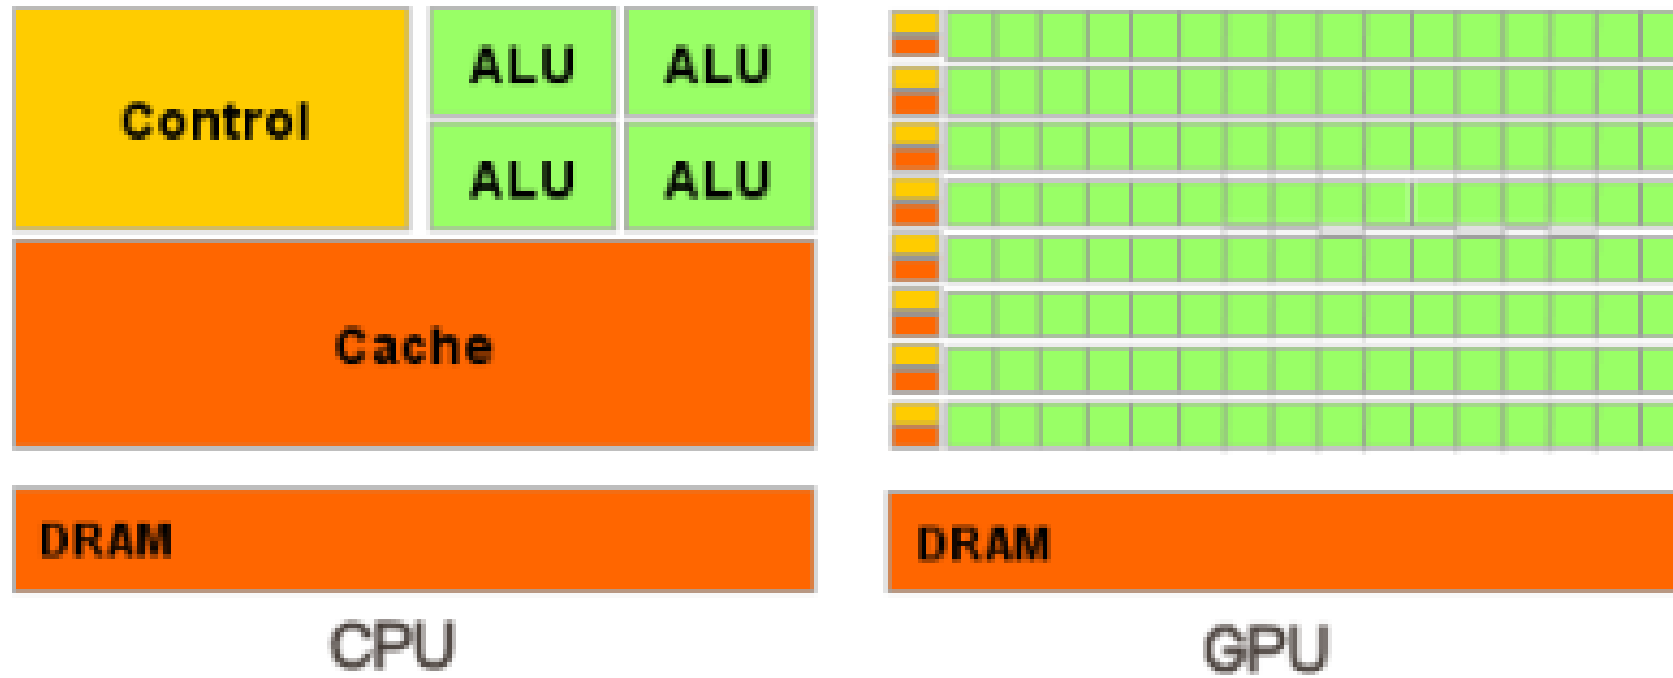 Control
ALU ALU
ALU ALU
Cache
DRAM
CPU
DRAM
GPU